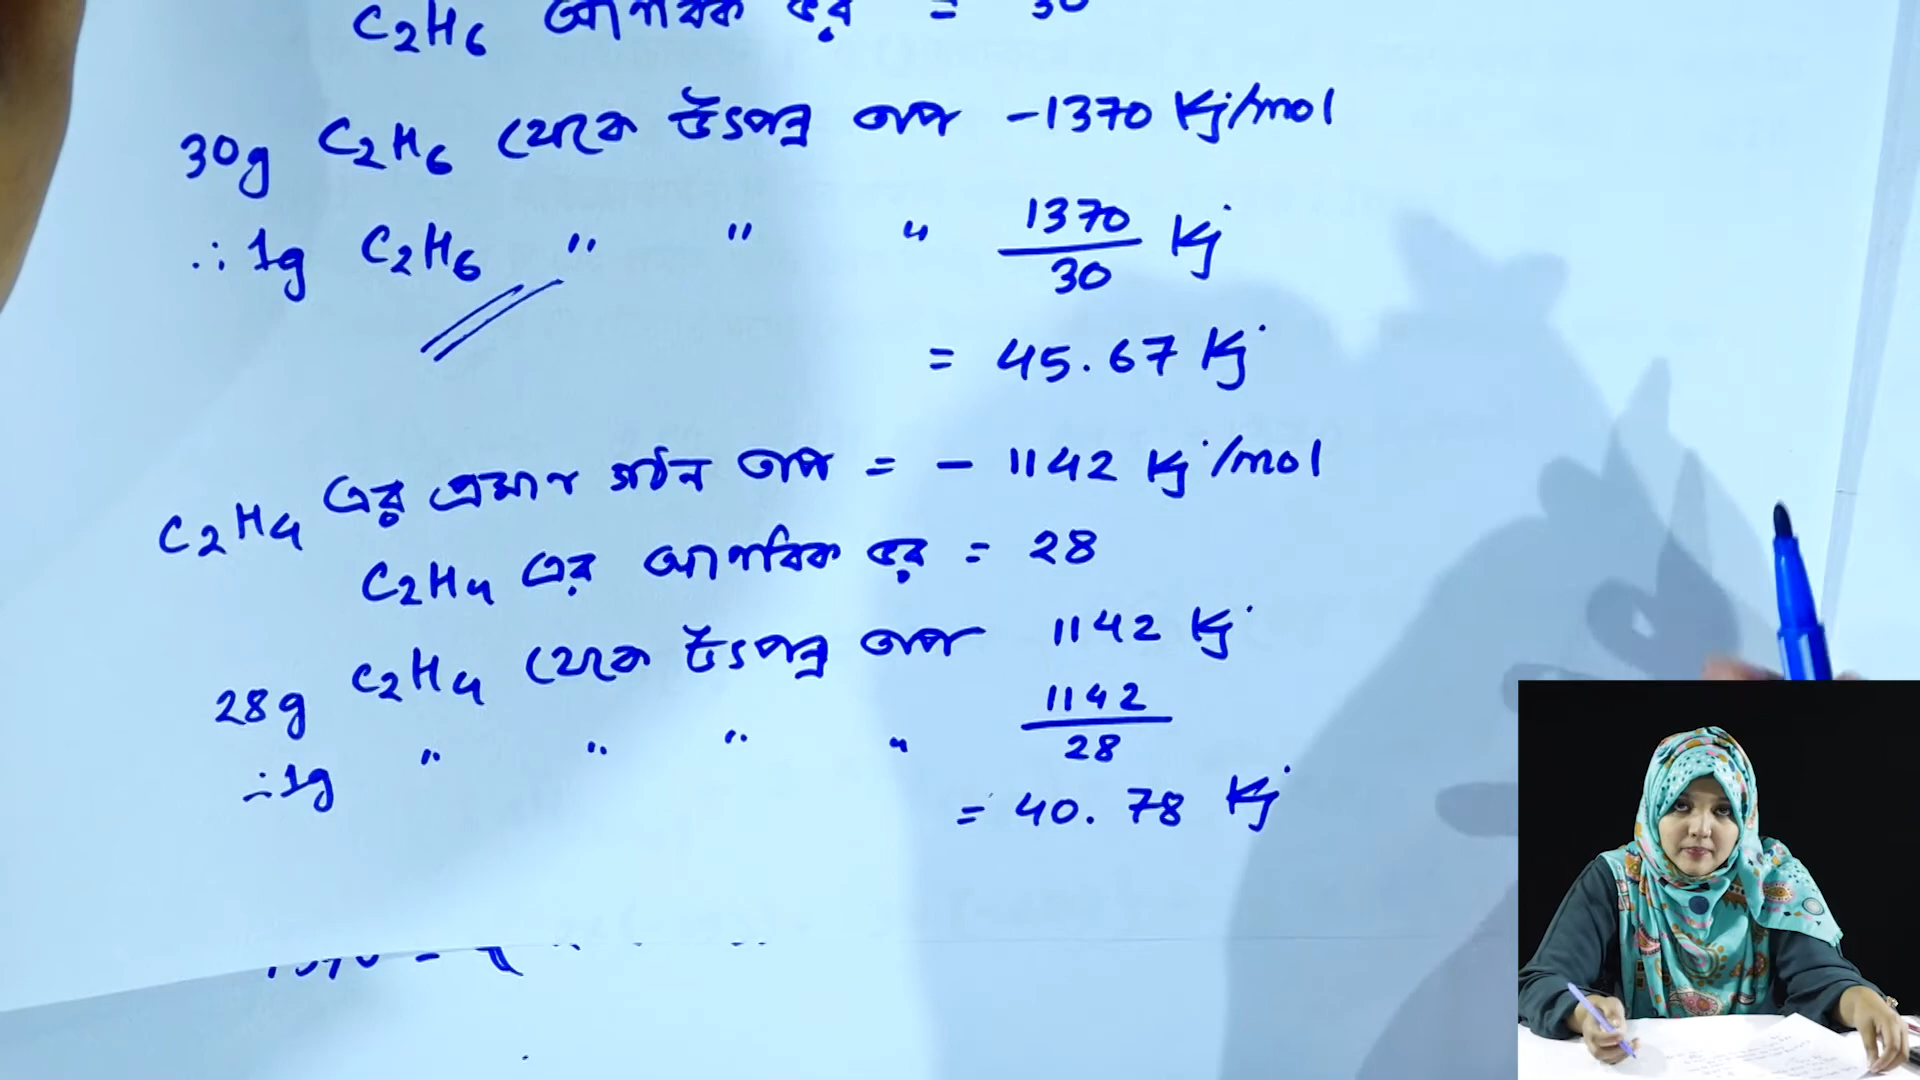 C2H6 আণবিক ভর = 30
30g C2H6 থেকে উৎপন্ন তাপ -1370 Kj/mol
∴ 1g C2H6 " " " 1370/30 Kj
= 45.67 Kj
C2H4 এর প্রমাণ গঠন তাপ = - 1142 Kj/mol
C2H4 এর আণবিক ভর = 28
28g C2H4 থেকে উৎপন্ন তাপ 1142 Kj
∴ 1g " " " " 1142/28
= 40.78 Kj